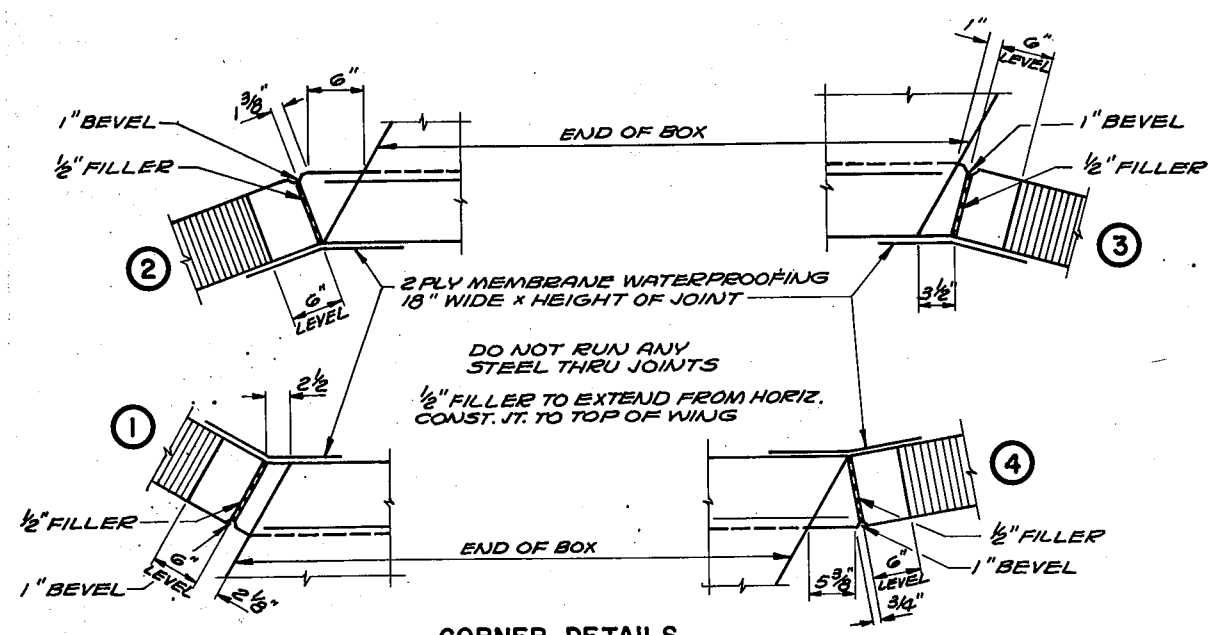 1"
6"
LEVEL
6"
1 3/8"
1" BEVEL
1/2" FILLER
END OF BOX
1" BEVEL
1/2" FILLER
2
3
6"
LEVEL
2 PLY MEMBRANE WATERPROOFING
18" WIDE x HEIGHT OF JOINT
3 1/2"
DO NOT RUN ANY
STEEL THRU JOINTS
2 1/2
1/2" FILLER TO EXTEND FROM HORIZ.
CONST. JT. TO TOP OF WING
1
4
1/2" FILLER
6"
LEVEL
1" BEVEL
2 1/8"
END OF BOX
5 3/8"
6"
LEVEL
3/4"
1/2" FILLER
1" BEVEL
CORNER DETAILS